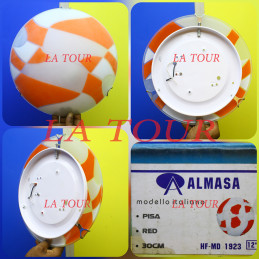 LA TOUR
LA TOUR
LA TOUR
LA TOUR
LA TOUR
ALMASA
modello italiano
• PISA
• RED
• 30CM
HF-MD 1923
12"